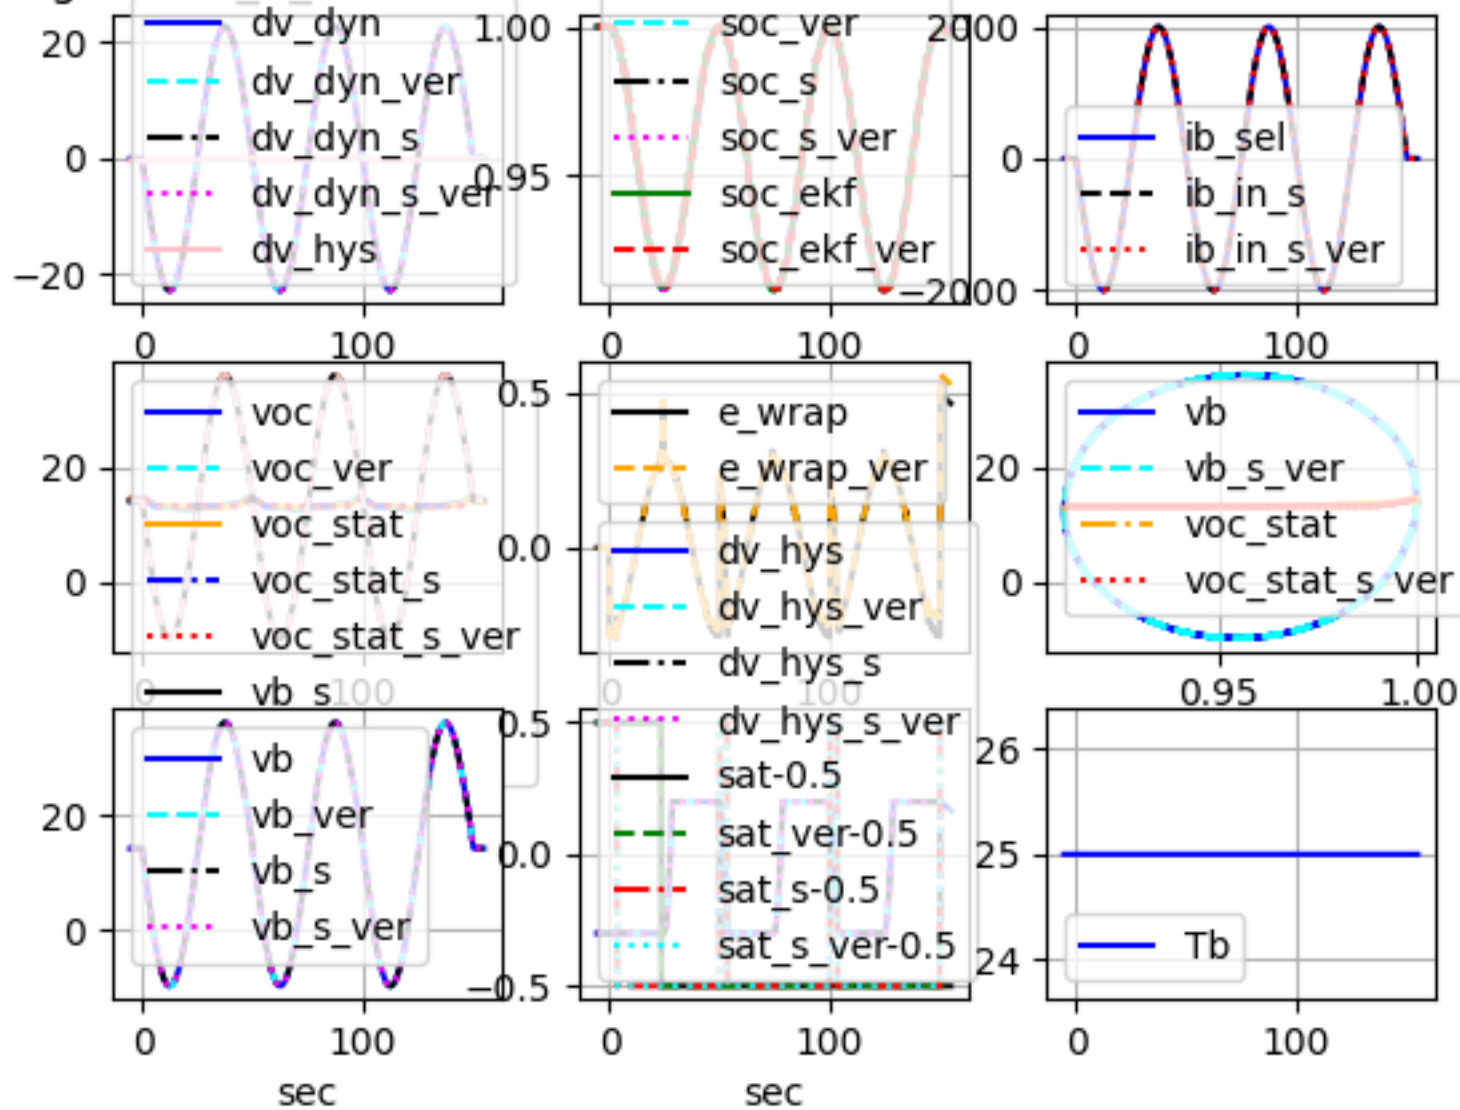 20
0
−20
dv_dyn
dv_dyn_ver
dv_dyn_s
dv_dyn_s_ver
dv_hys
0
100
1.00
0.95
soc_ver
soc_s
soc_s_ver
soc_ekf
soc_ekf_ver
0
100
2000
0
−2000
ib_sel
ib_in_s
ib_in_s_ver
0
100
20
0
voc
voc_ver
voc_stat
voc_stat_s
voc_stat_s_ver
vb_s
0
100
0.5
0.0
e_wrap
e_wrap_ver
0
100
20
0
vb
vb_s_ver
voc_stat
voc_stat_s_ver
0.95
1.00
20
0
vb
vb_ver
vb_s
vb_s_ver
0
100
sec
0.5
0.0
−0.5
dv_hys
dv_hys_ver
dv_hys_s
dv_hys_s_ver
sat-0.5
sat_ver-0.5
sat_s-0.5
sat_s_ver-0.5
0
100
sec
26
25
24
Tb
0
100